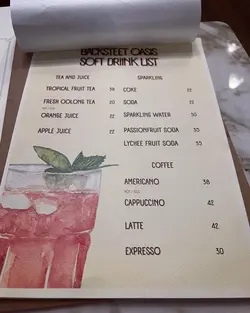 BACKSTEET OASIS
SOFT DRIINK LIST
TEA AND JUICE
TROPICAL FRUIT TEA
FRESH OOLONG TEA 20
ORANGE JUICE 22
APPLE JUICE 22
SPARKLING
COKE 22
SODA 22
SPARKLING WATER 30
PASSIONFRUIT SODA 35
LYCHEE FRUIT SODA 35
COFFEE
AMERICANO 38
CAPPUCCINO 42
LATTE 42
EXPRESSO 30